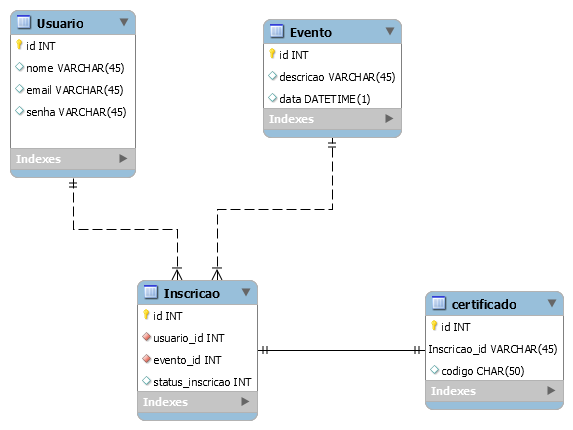 Usuario
id INT
nome VARCHAR(45)
email VARCHAR(45)
senha VARCHAR(45)
Indexes
Evento
id INT
descricao VARCHAR(45)
data DATETIME(1)
Indexes
Inscricao
id INT
usuario_id INT
evento_id INT
status_inscricao INT
Indexes
certificado
id INT
Inscricao_id VARCHAR(45)
codigo CHAR(50)
Indexes